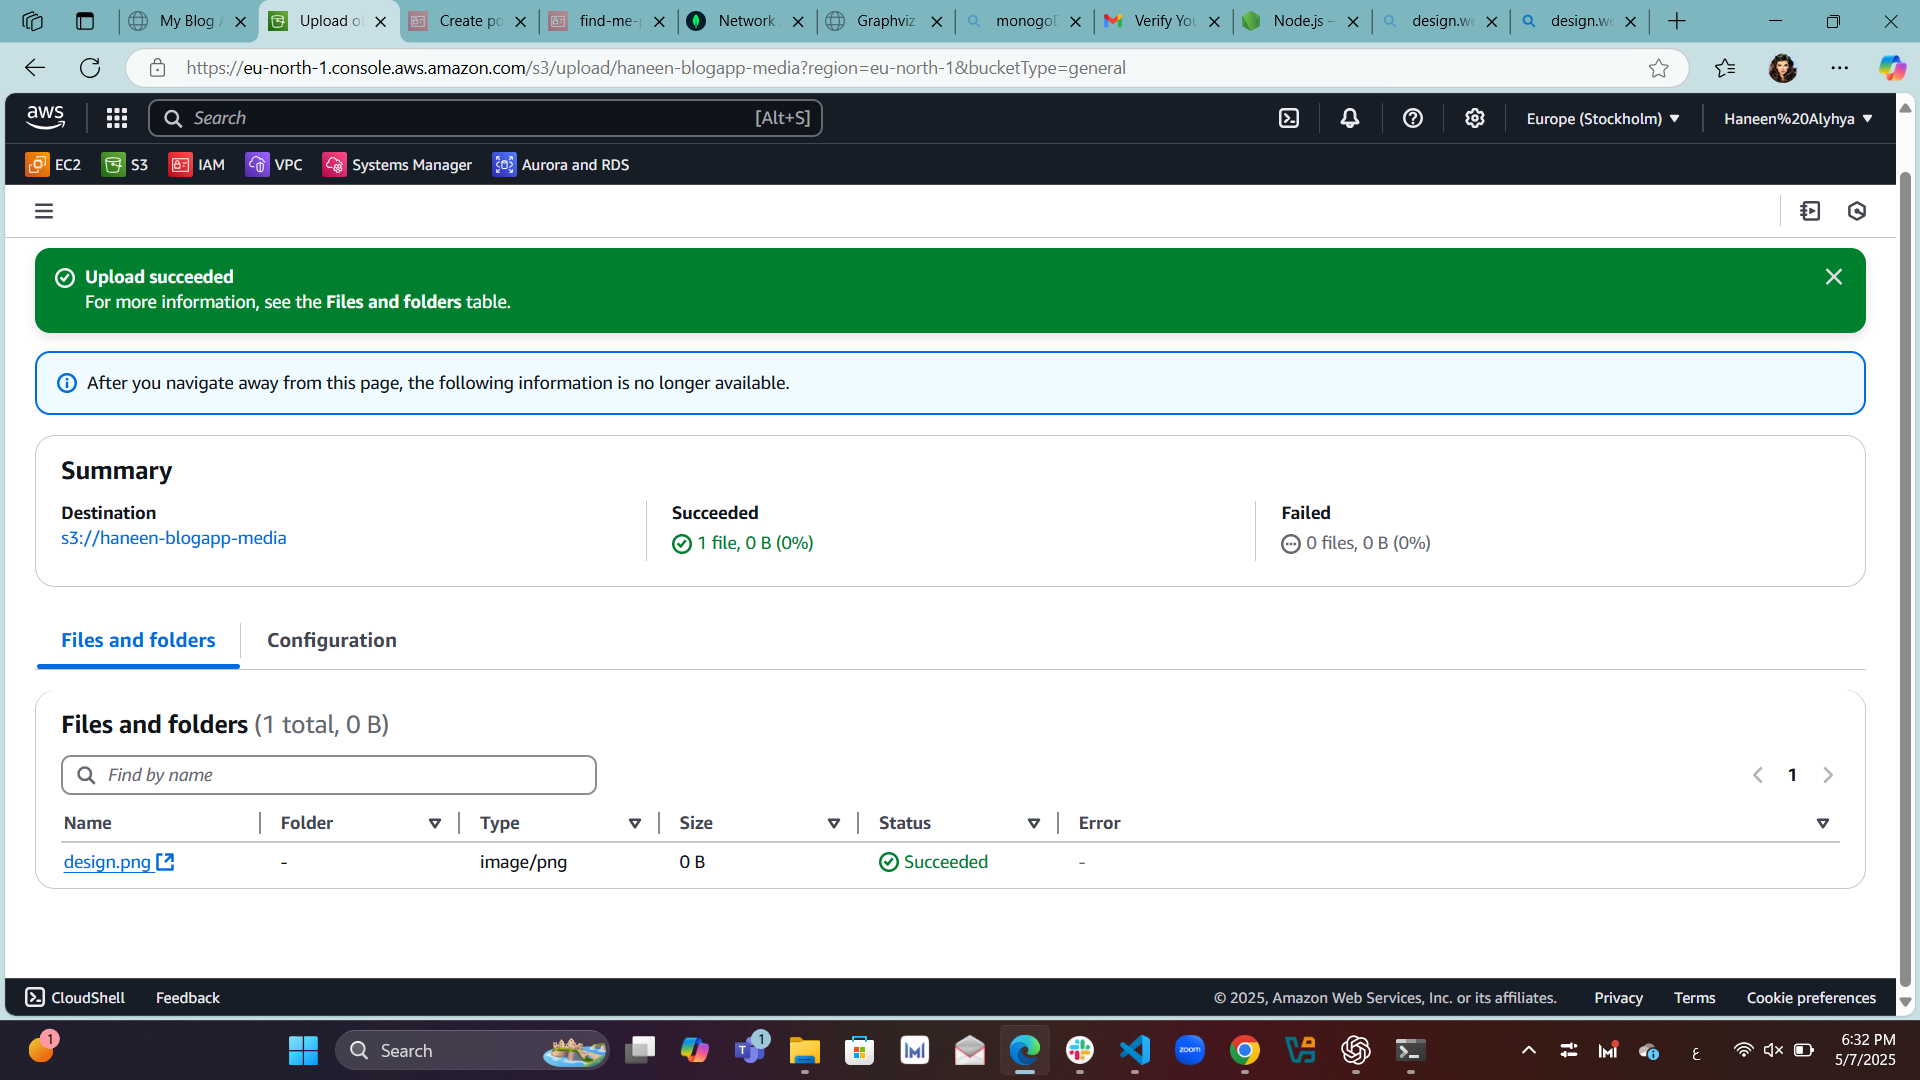 My Blog A
Upload ol
Create po
find-me-p
Network
Graphviz
monogoD
Verify You
Node.js –
design.we
design.we
https://eu-north-1.console.aws.amazon.com/s3/upload/haneen-blogapp-media?region=eu-north-1&bucketType=general
aws
Search
[Alt+S]
Europe (Stockholm)
Haneen%20Alyhya
EC2
S3
IAM
VPC
Systems Manager
Aurora and RDS
Upload succeeded
For more information, see the Files and folders table.
After you navigate away from this page, the following information is no longer available.
Summary
Destination
s3://haneen-blogapp-media
Succeeded
1 file, 0 B (0%)
Failed
0 files, 0 B (0%)
Files and folders
Configuration
Files and folders (1 total, 0 B)
Find by name
1
Name
Folder
Type
Size
Status
Error
design.png
-
image/png
0 B
Succeeded
-
CloudShell
Feedback
© 2025, Amazon Web Services, Inc. or its affiliates.
Privacy
Terms
Cookie preferences
1
Search
1
zoom
ع
6:32 PM
5/7/2025